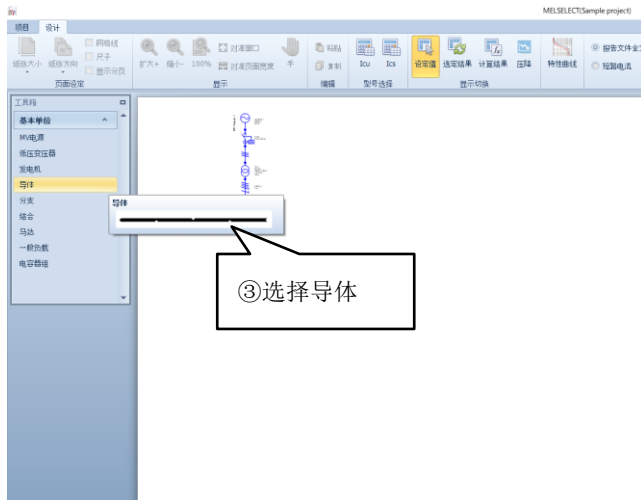 MELSELECT(Sample project)
项目 设计
纸张大小 纸张方向 网格线 尺子 显示分页
扩大+ 缩小- 100% 对准窗口 对准页面宽度 手
粘贴 复制
Icu Ics
设定值 选定结果 计算结果 压降
特性曲线
报告文件全文
短路电流
页面设定 显示 编辑 型号选择 显示切换
工具箱
基本单位
MV电源
低压变压器
发电机
导体
分支
结合
马达
一般负载
电容器组
导体
③选择导体